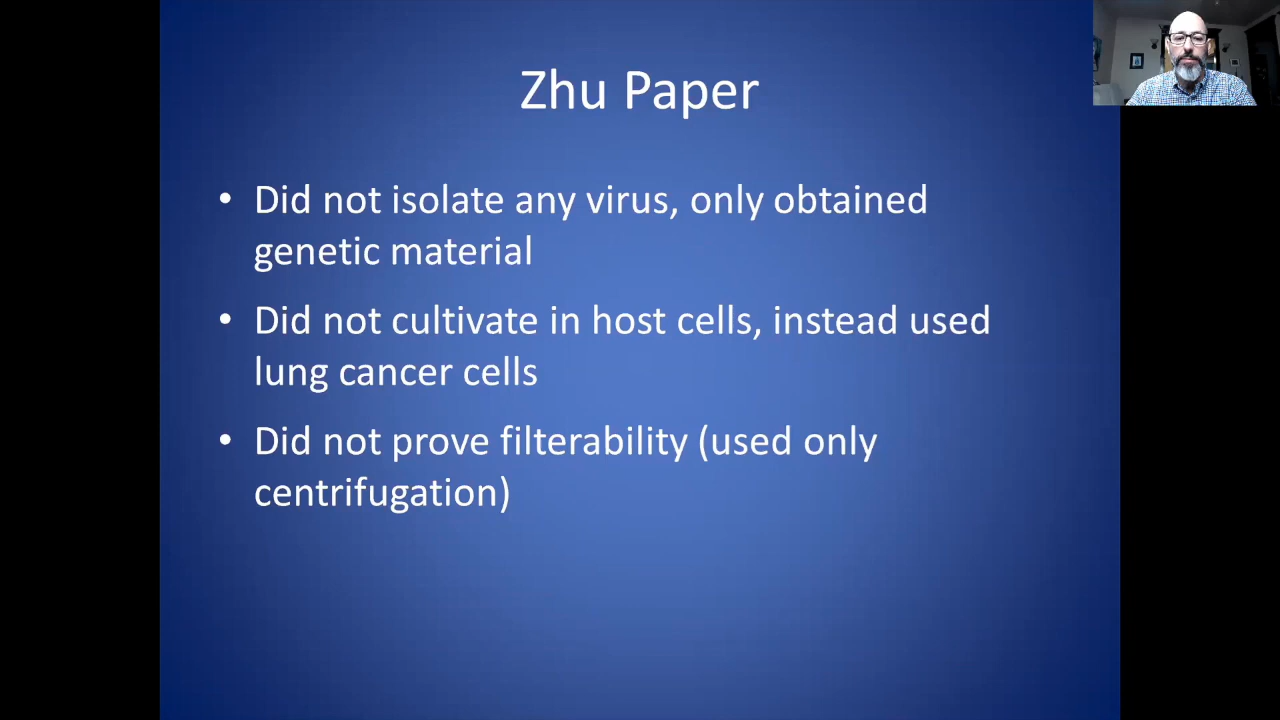 Zhu Paper
• Did not isolate any virus, only obtained
genetic material
• Did not cultivate in host cells, instead used
lung cancer cells
• Did not prove filterability (used only
centrifugation)